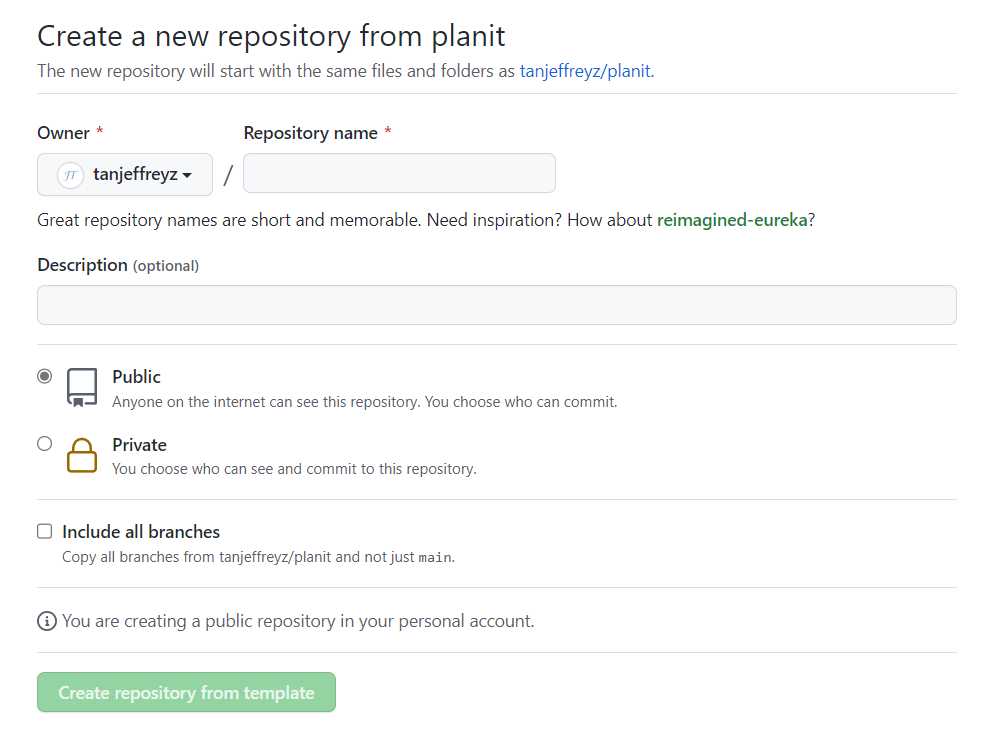 Create a new repository from planit
The new repository will start with the same files and folders as tanjeffreyz/planit.
Owner * Repository name *
π tanjeffreyz /
Great repository names are short and memorable. Need inspiration? How about reimagined-eureka?
Description (optional)
Public
Anyone on the internet can see this repository. You choose who can commit.
Private
You choose who can see and commit to this repository.
Include all branches
Copy all branches from tanjeffreyz/planit and not just main.
You are creating a public repository in your personal account.
Create repository from template